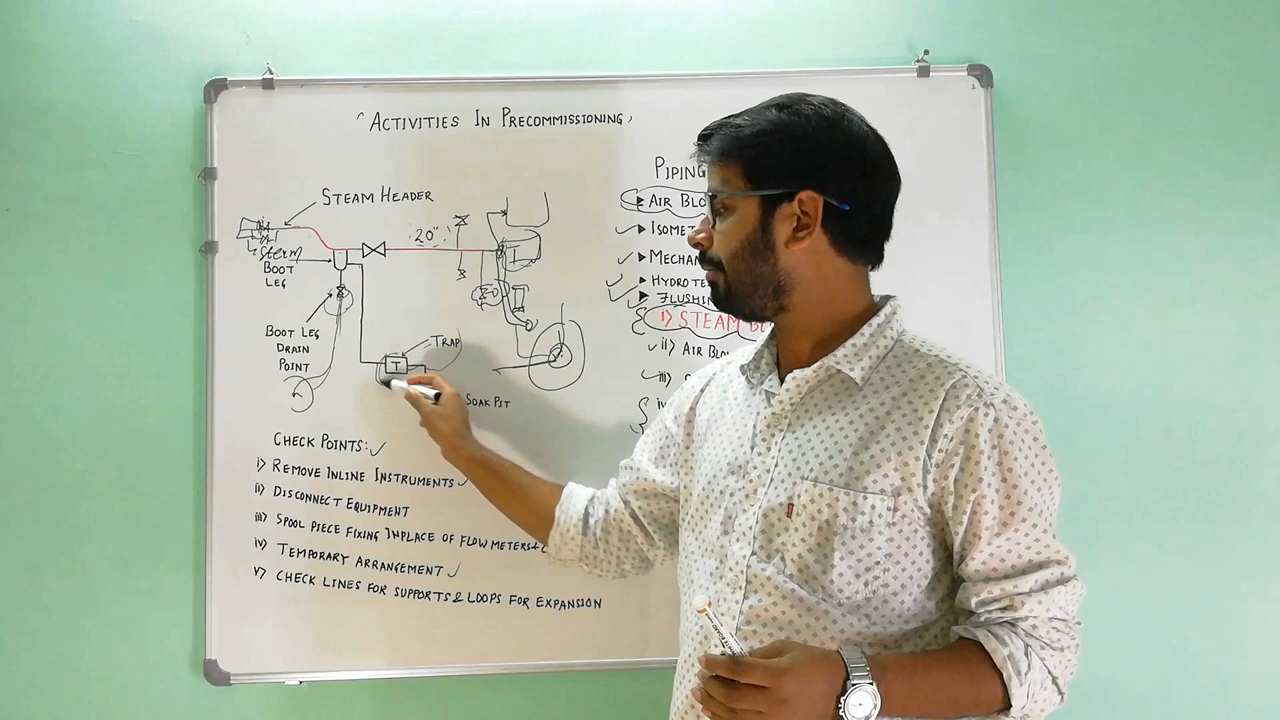 "ACTIVITIES IN PRECOMMISSIONING"
STEAM HEADER
20"
Steam
BOOT
LEG
BOOT LEG
DRAIN
POINT
TRAP
T
SOAK PIT
CHECK POINTS:
i) REMOVE INLINE INSTRUMENTS
ii) DISCONNECT EQUIPMENT
iii) SPOOL PIECE FIXING INPLACE OF FLOW METERS &
iv) TEMPORARY ARRANGEMENT
v) CHECK LINES FOR SUPPORTS & LOOPS FOR EXPANSION
PIPING
AIR BLO
ISOMET
MECHAN
HYDRO TE
FLUSHIN
i) STEAM BL
ii) AIR BLO
iii)